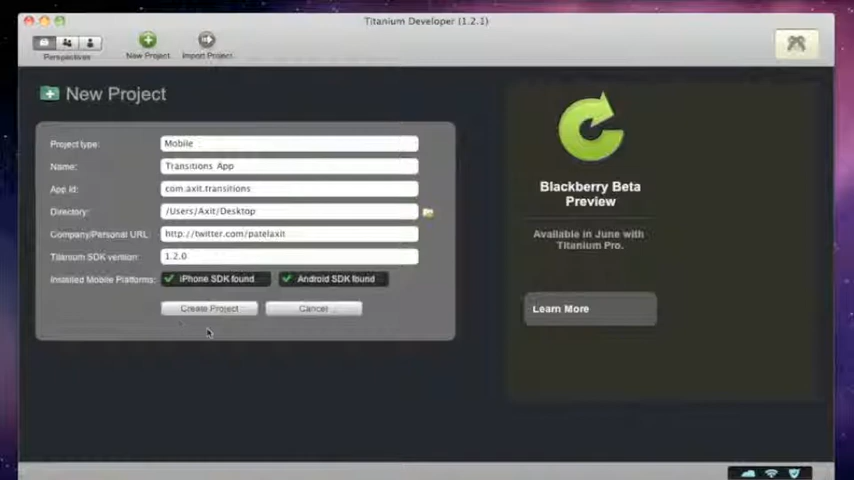 Titanium Developer (1.2.1)
Perspectives
New Project
Import Project
New Project
Project type: Mobile
Name: Transitions App
App Id: com.axit.transitions
Directory: /Users/Axit/Desktop
Company/Personal URL http://twitter.com/patelaxit
Titanium SDK version: 1.2.0
Installed Mobile Platforms: iPhone SDK found Android SDK found
Create Project Cancel
Blackberry Beta
Preview
Available in June with
Titanium Pro.
Learn More